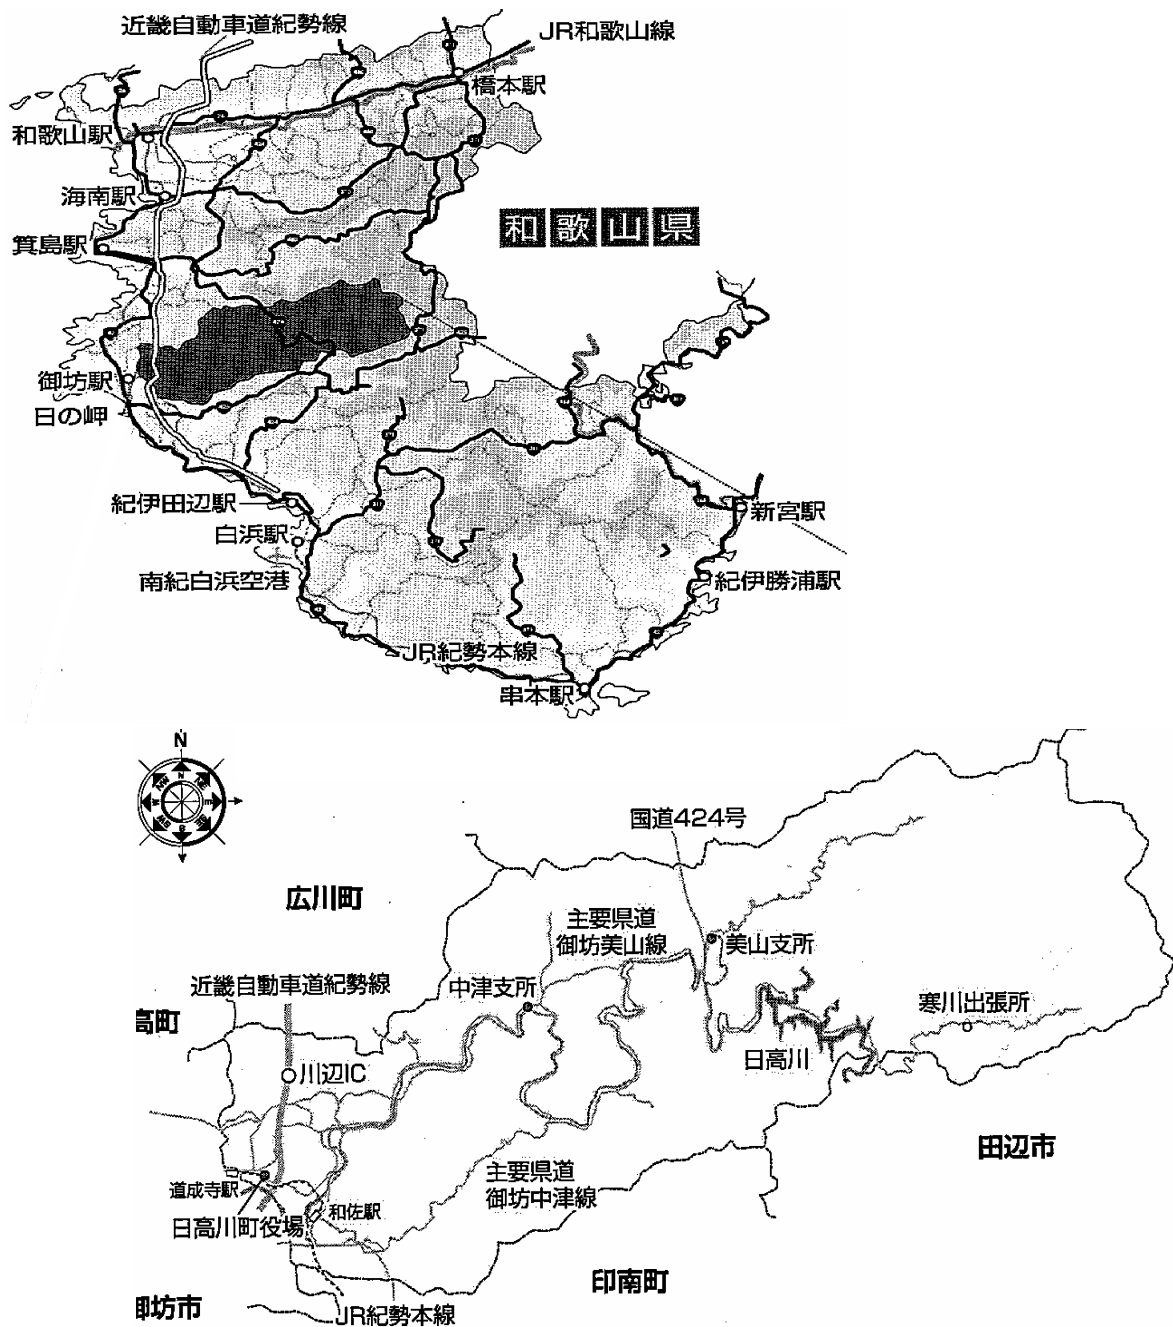 近畿自動車道紀勢線
JR和歌山線
橋本駅
和歌山駅
海南駅
和歌山県
箕島駅
御坊駅
日の岬
紀伊田辺駅
新宮駅
白浜駅
南紀白浜空港
紀伊勝浦駅
JR紀勢本線
串本駅
N
国道424号
広川町
主要県道
御坊美山線
美山支所
近畿自動車道紀勢線
中津支所
高町
寒川出張所
日高川
川辺IC
田辺市
主要県道
御坊中津線
道成寺駅
和佐駅
日高川町役場
印南町
御坊市
JR紀勢本線